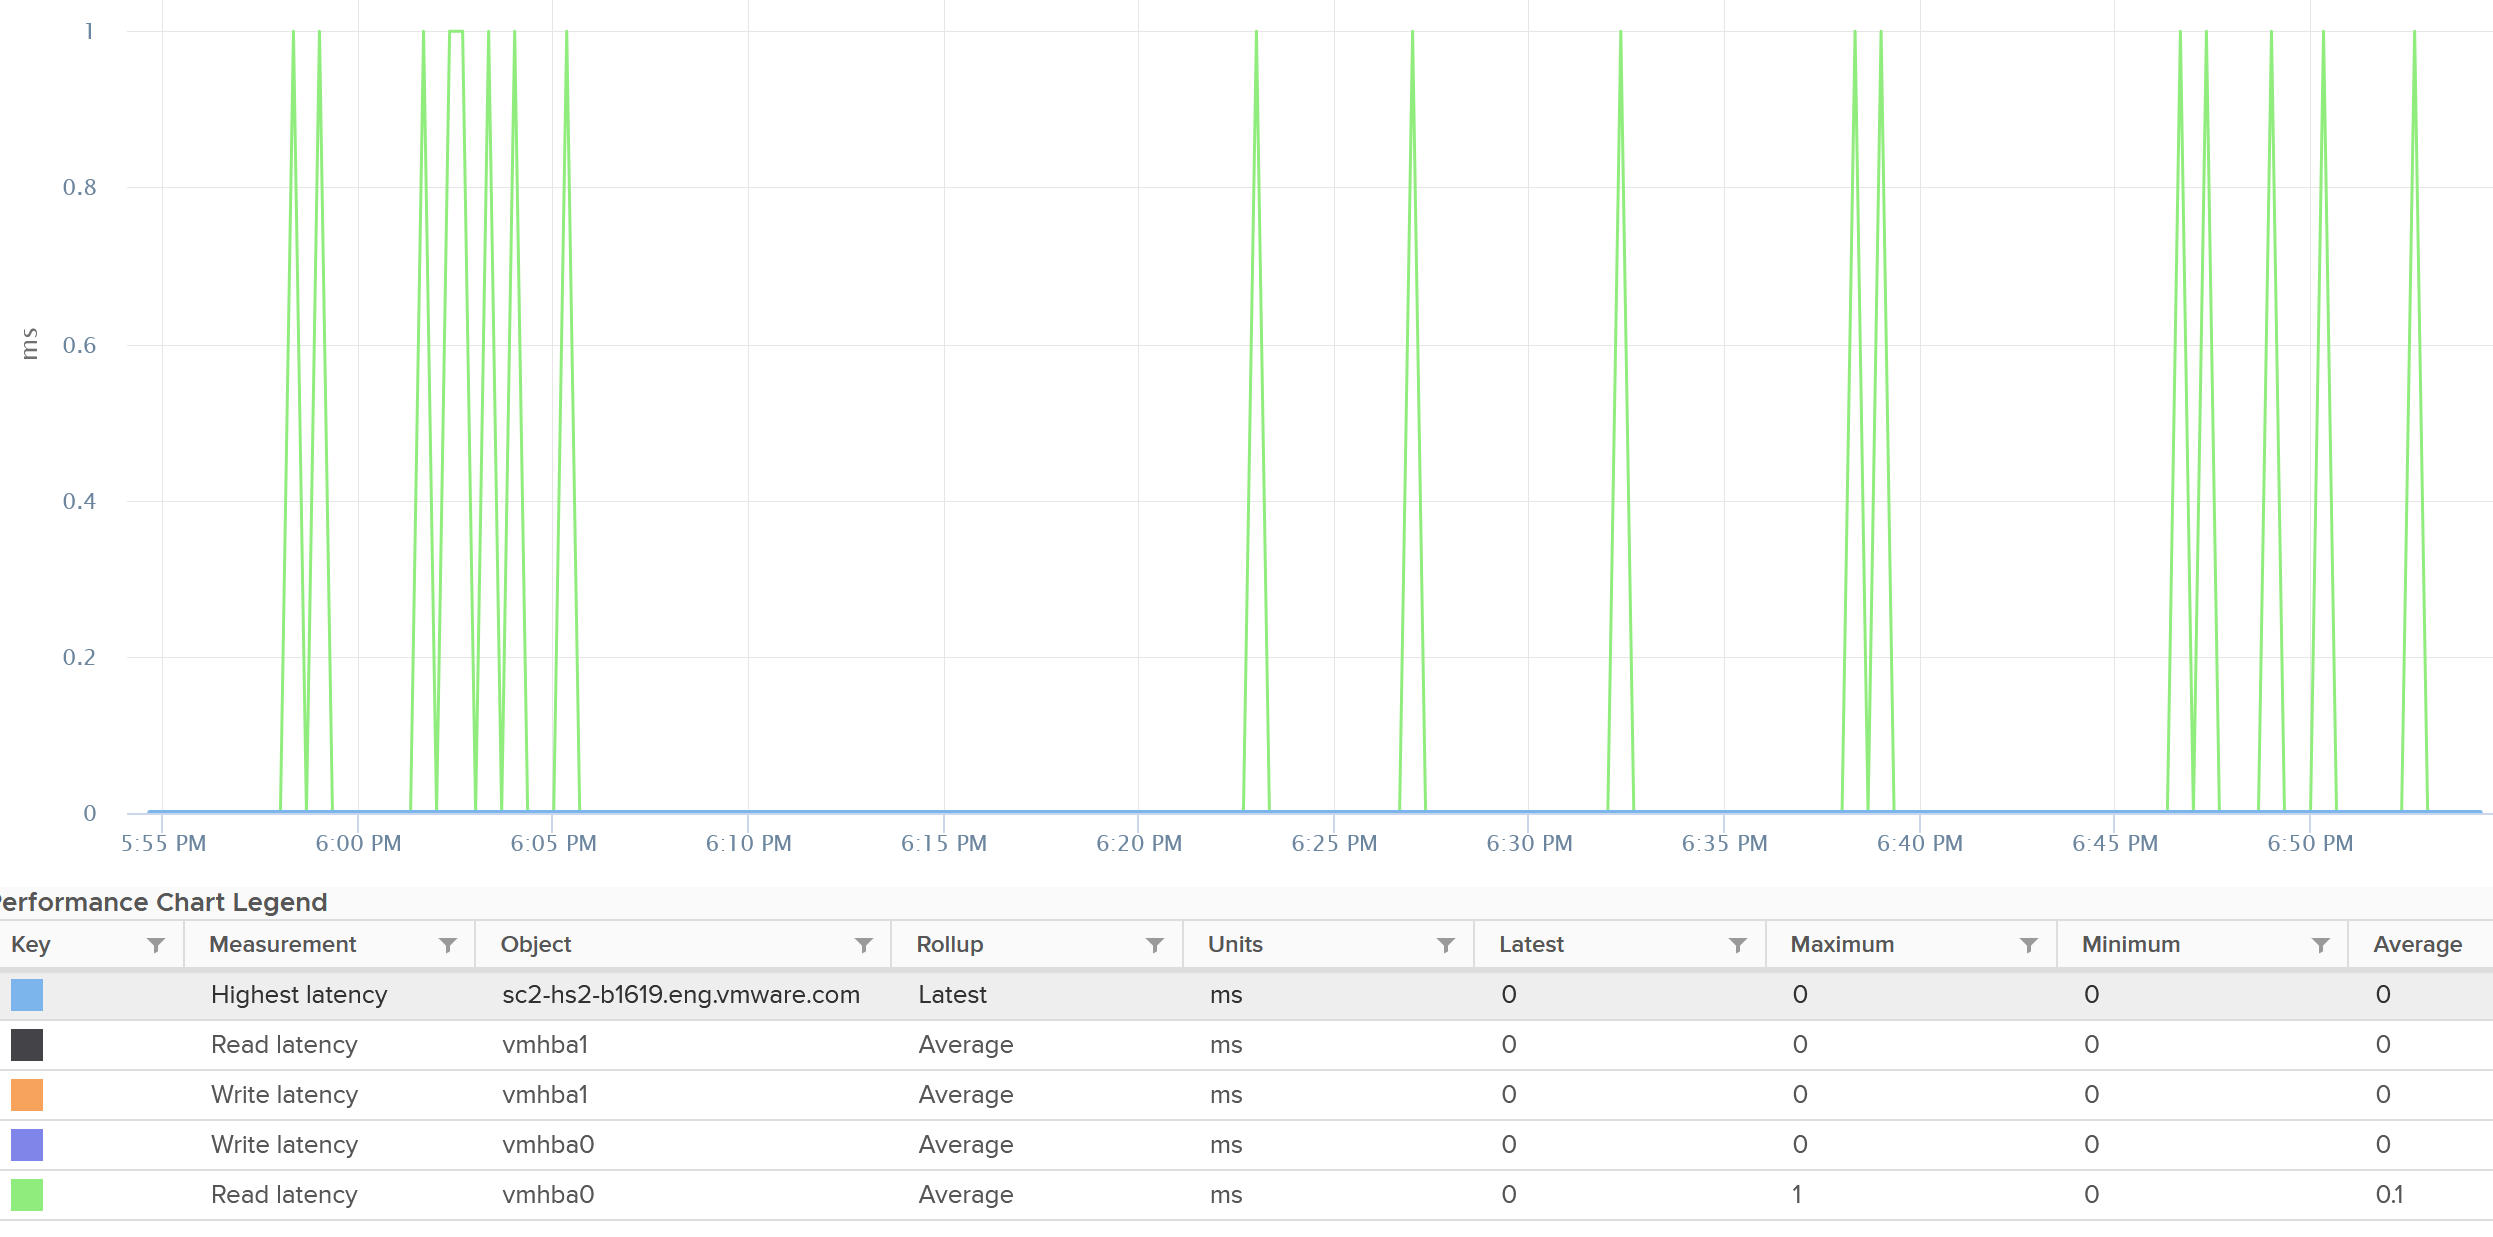 1
0.8
0.6
0.4
0.2
0
ms
5:55 PM 6:00 PM 6:05 PM 6:10 PM 6:15 PM 6:20 PM 6:25 PM 6:30 PM 6:35 PM 6:40 PM 6:45 PM 6:50 PM
erformance Chart Legend
Key Measurement Object Rollup Units Latest Maximum Minimum Average
Highest latency sc2-hs2-b1619.eng.vmware.com Latest ms 0 0 0 0
Read latency vmhba1 Average ms 0 0 0 0
Write latency vmhba1 Average ms 0 0 0 0
Write latency vmhba0 Average ms 0 0 0 0
Read latency vmhba0 Average ms 0 1 0 0.1